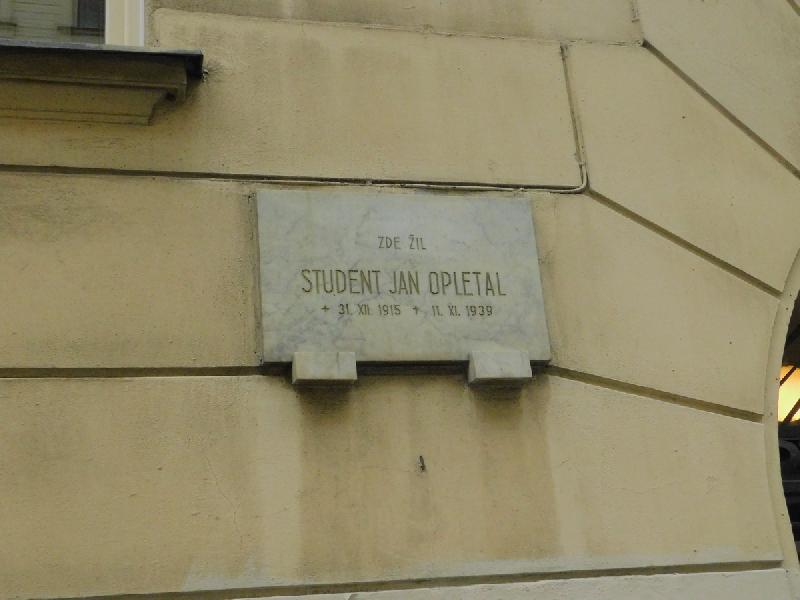 ZDE ŽIL
STUDENT JAN OPLETAL
+ 31. XII. 1915 + 11. XI. 1939